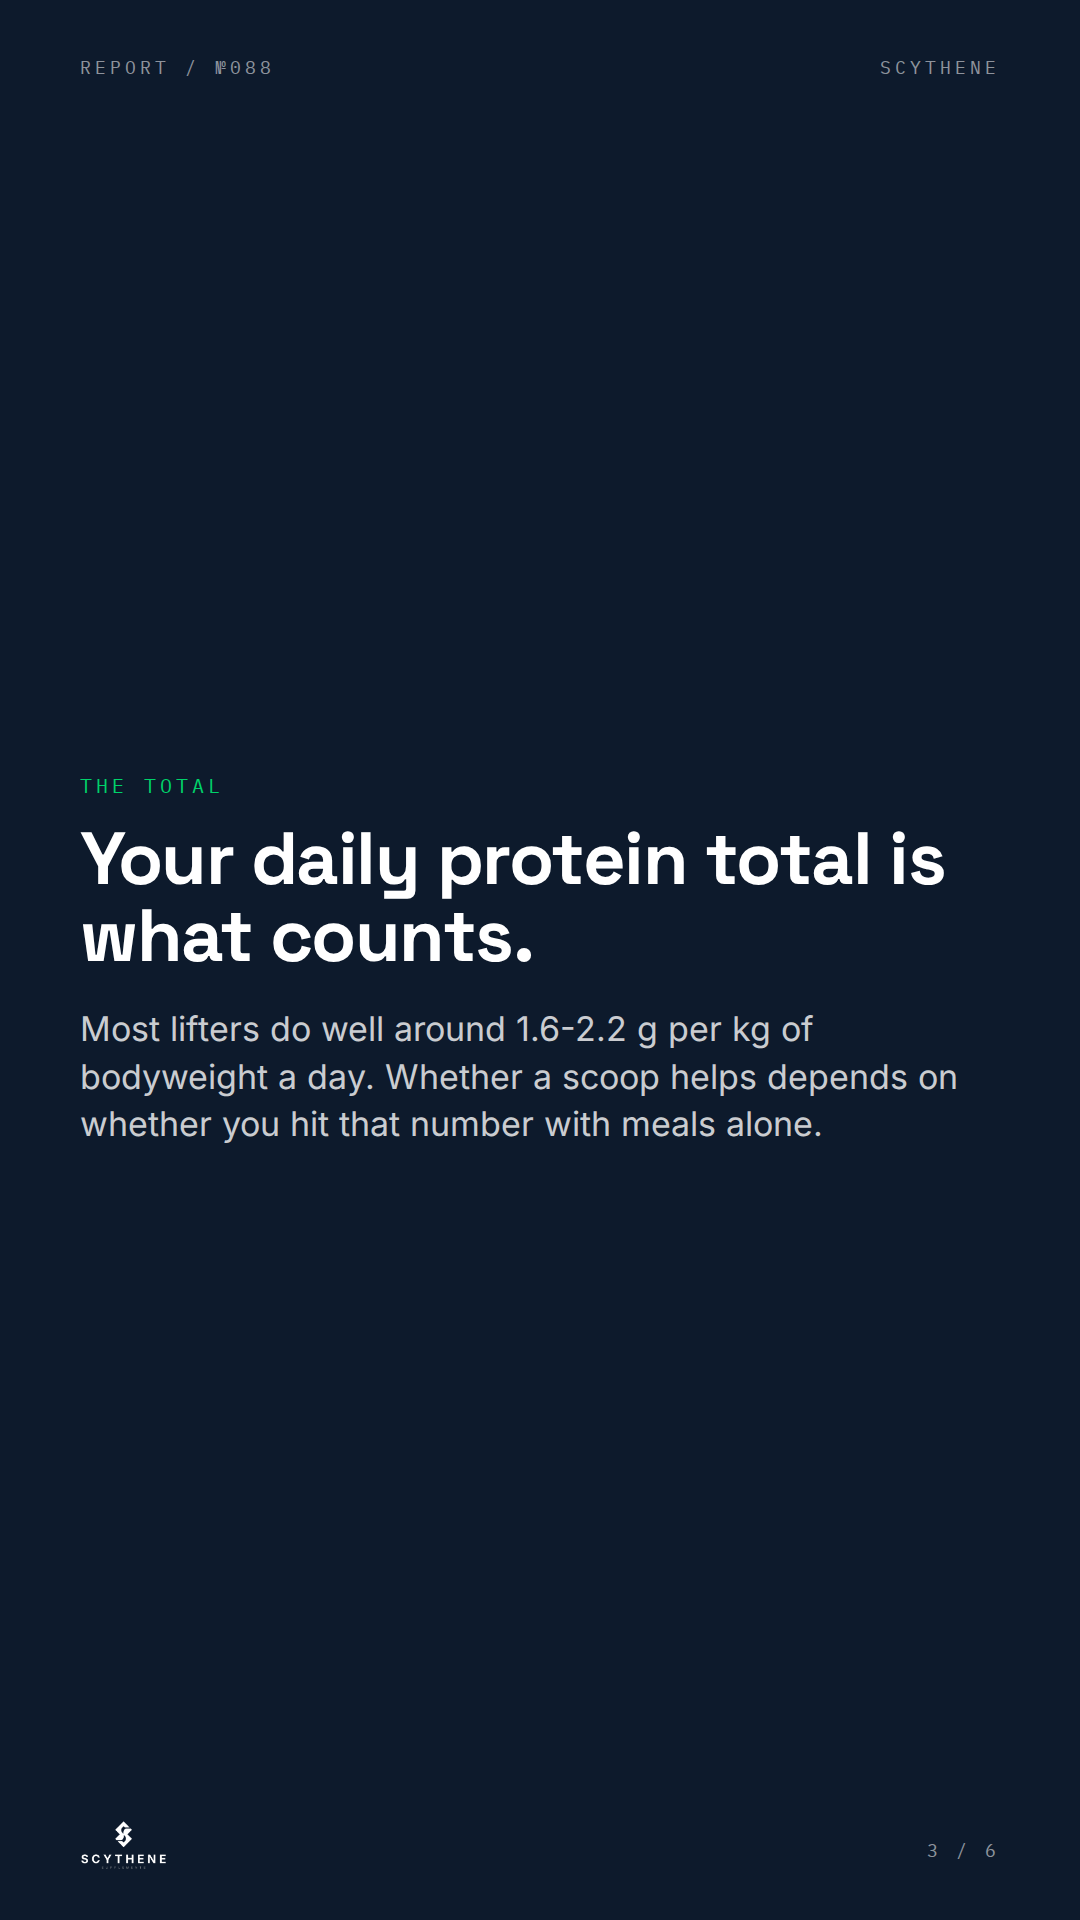 REPORT / №088
SCYTHENE
THE TOTAL
Your daily protein total is
what counts.
Most lifters do well around 1.6-2.2 g per kg of
bodyweight a day. Whether a scoop helps depends on
whether you hit that number with meals alone.
SCYTHENE
3 / 6